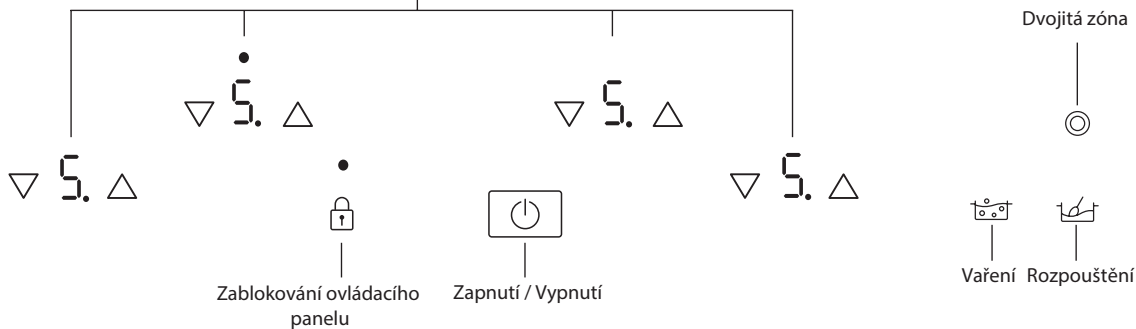 Dvojitá zóna
5.
5.
5.
5.
Vaření
Rozpouštění
Zablokování ovládacího
panelu
Zapnutí / Vypnutí